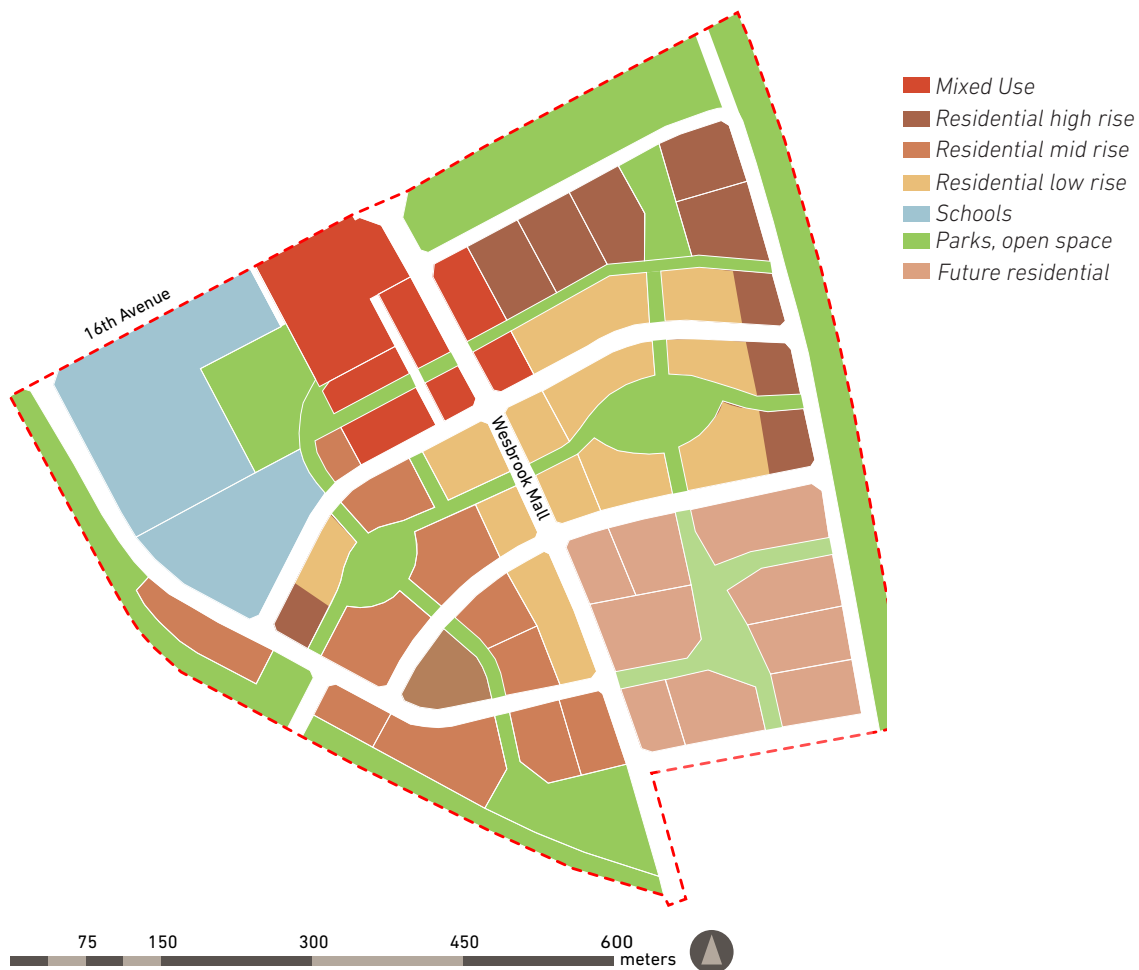 Mixed Use
Residential high rise
Residential mid rise
Residential low rise
Schools
Parks, open space
Future residential
16th Avenue
Wesbrook Mall
75 150 300 450 600
meters